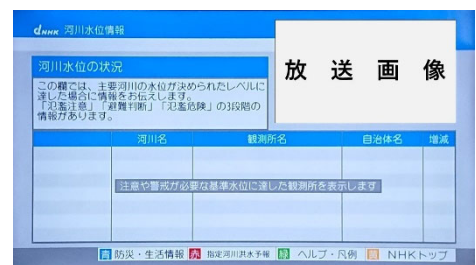 dNHK 河川水位情報
放送画像
河川水位の状況
この欄では、主要河川の水位が決められたレベルに
達した場合に情報をお伝えします。
「氾濫注意」「避難判断」「氾濫危険」の3段階の
情報があります。
河川名 観測所名 自治体名 増減
注意や警戒が必要な基準水位に達した観測所を表示します
青 防災・生活情報 赤 指定河川洪水予報 緑 ヘルプ・凡例 黄 NHKトップ